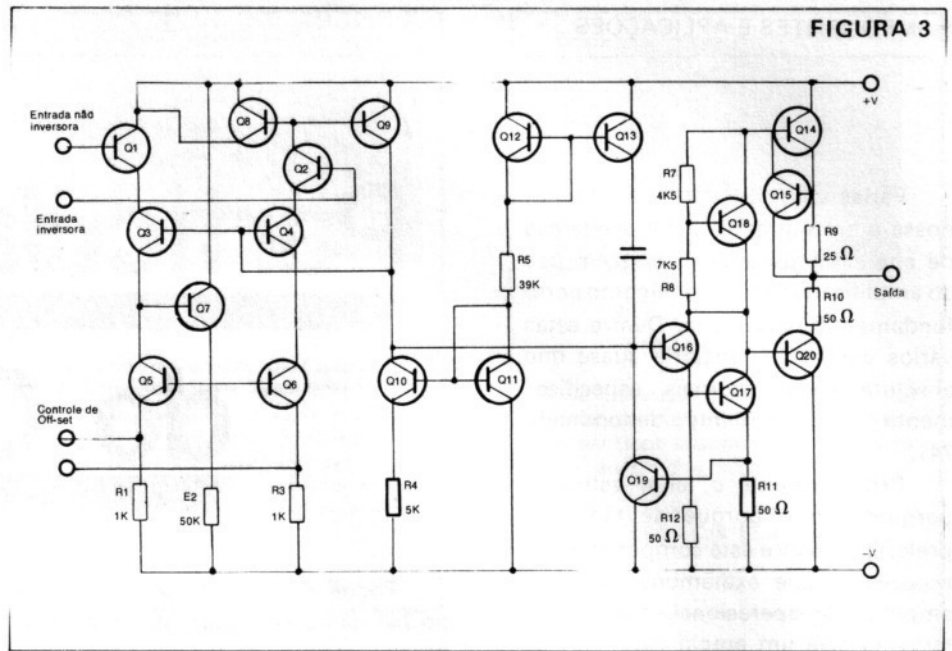 FIGURA 3
Entrada não
inversora
Entrada
inversora
Controle de
Off-set
Q1
Q8
Q9
Q2
Q3
Q4
Q7
Q5
Q6
R1
1K
E2
50K
R3
1K
R4
5K
Q10
Q11
Q12
Q13
R5
39K
R7
4K5
7K5
R8
Q18
Q14
Q15
R9
25 Ω
R10
50 Ω
Q16
Q17
Q20
Q19
R12
50 Ω
R11
50 Ω
+V
Saída
-V